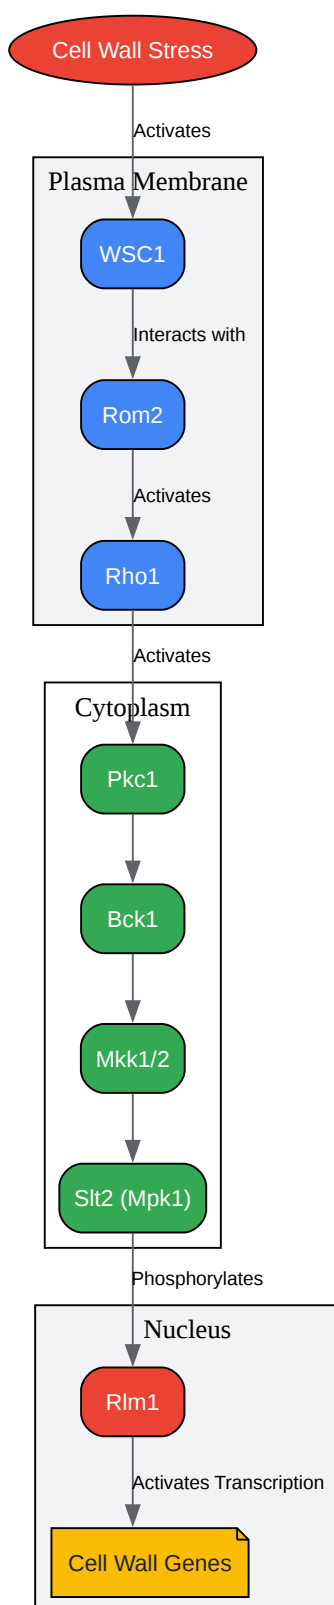 Cell Wall Stress
Activates
Plasma Membrane
WSC1
Interacts with
Rom2
Activates
Rho1
Activates
Cytoplasm
Pkc1
Bck1
Mkk1/2
Slt2 (Mpk1)
Phosphorylates
Nucleus
Rlm1
Activates Transcription
Cell Wall Genes